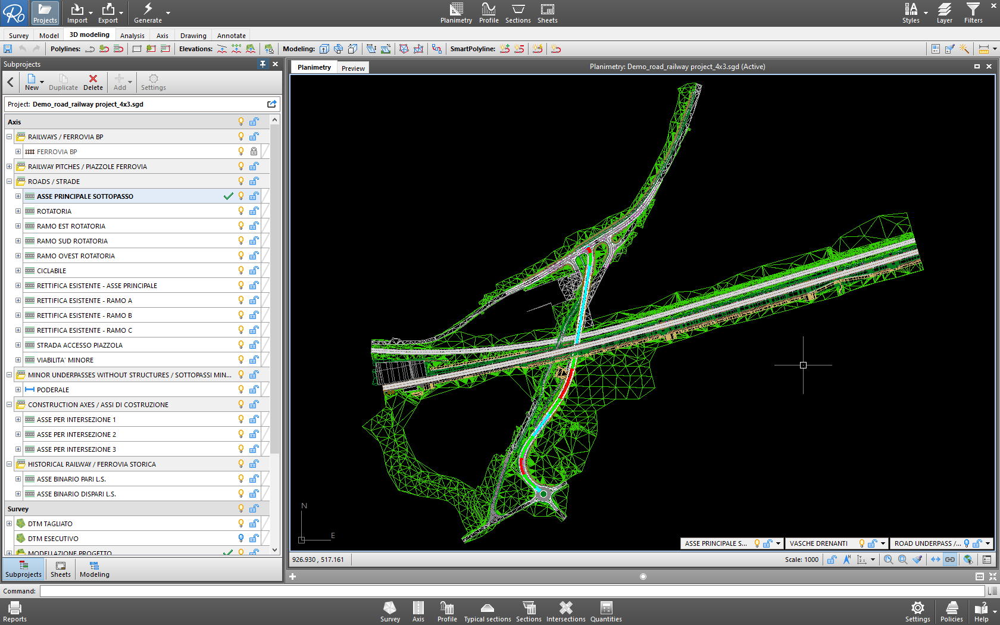 Ro
Projects
Import
Export
Generate
Planimetry
Profile
Sections
Sheets
Styles
Layer
Filters
Survey
Model
3D modeling
Analysis
Axis
Drawing
Annotate
Polylines:
Elevations:
Modeling:
SmartPolyline:
Subprojects
New
Duplicate
Delete
Add
Settings
Project: Demo_road_railway project_4x3.sgd
Axis
RAILWAYS / FERROVIA BP
FERROVIA BP
RAILWAY PITCHES / PIAZZOLE FERROVIA
ROADS / STRADE
ASSE PRINCIPALE SOTTOPASSO
ROTATORIA
RAMO EST ROTATORIA
RAMO SUD ROTATORIA
RAMO OVEST ROTATORIA
CICLABILE
RETTIFICA ESISTENTE - ASSE PRINCIPALE
RETTIFICA ESISTENTE - RAMO A
RETTIFICA ESISTENTE - RAMO B
RETTIFICA ESISTENTE - RAMO C
STRADA ACCESSO PIAZZOLA
VIABILITA' MINORE
MINOR UNDERPASSES WITHOUT STRUCTURES / SOTTOPASSI MIN...
PODERALE
CONSTRUCTION AXES / ASSI DI COSTRUZIONE
ASSE PER INTERSEZIONE 1
ASSE PER INTERSEZIONE 2
ASSE PER INTERSEZIONE 3
HISTORICAL RAILWAY / FERROVIA STORICA
ASSE BINARIO PARI L.S.
ASSE BINARIO DISPARI L.S.
Survey
DTM TAGLIATO
DTM ESECUTIVO
MODELLAZIONE PROGETTO
Subprojects
Sheets
BIM
Modeling
Planimetry
Preview
Planimetry: Demo_road_railway project_4x3.sgd (Active)
N
E
ASSE PRINCIPALE S...
VASCHE DRENANTI
ROAD UNDERPASS /...
926.930 , 517.161
Scale: 1000
Command:
Reports
Survey
Axis
Profile
Typical sections
Sections
Intersections
Quantities
Settings
Policies
Help